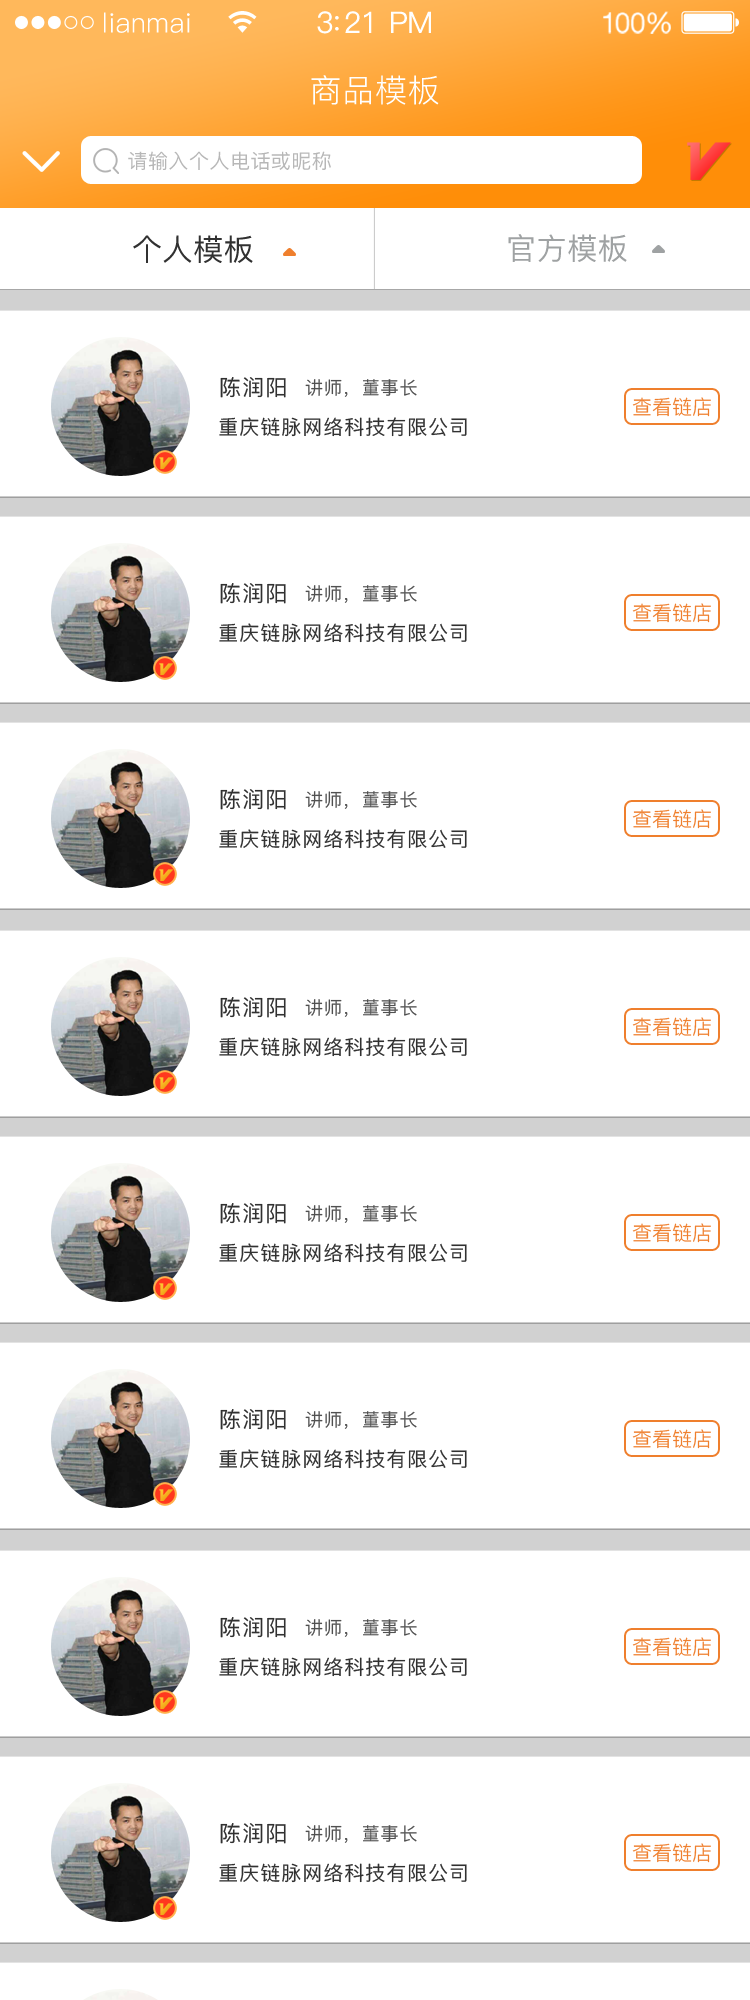 lianmai 3:21 PM 100%
商品模板
请输入个人电话或昵称
个人模板 官方模板
陈润阳 讲师，董事长
重庆链脉网络科技有限公司
查看链店
陈润阳 讲师，董事长
重庆链脉网络科技有限公司
查看链店
陈润阳 讲师，董事长
重庆链脉网络科技有限公司
查看链店
陈润阳 讲师，董事长
重庆链脉网络科技有限公司
查看链店
陈润阳 讲师，董事长
重庆链脉网络科技有限公司
查看链店
陈润阳 讲师，董事长
重庆链脉网络科技有限公司
查看链店
陈润阳 讲师，董事长
重庆链脉网络科技有限公司
查看链店
陈润阳 讲师，董事长
重庆链脉网络科技有限公司
查看链店